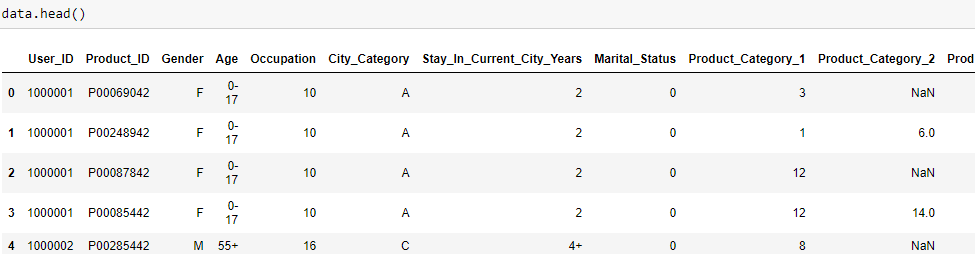 data.head()
User_ID Product_ID Gender Age Occupation City_Category Stay_In_Current_City_Years Marital_Status Product_Category_1 Product_Category_2 Prod
0 1000001 P00069042 F 0-
17 10 A 2 0 3 NaN
1 1000001 P00248942 F 0-
17 10 A 2 0 1 6.0
2 1000001 P00087842 F 0-
17 10 A 2 0 12 NaN
3 1000001 P00085442 F 0-
17 10 A 2 0 12 14.0
4 1000002 P00285442 M 55+ 16 C 4+ 0 8 NaN